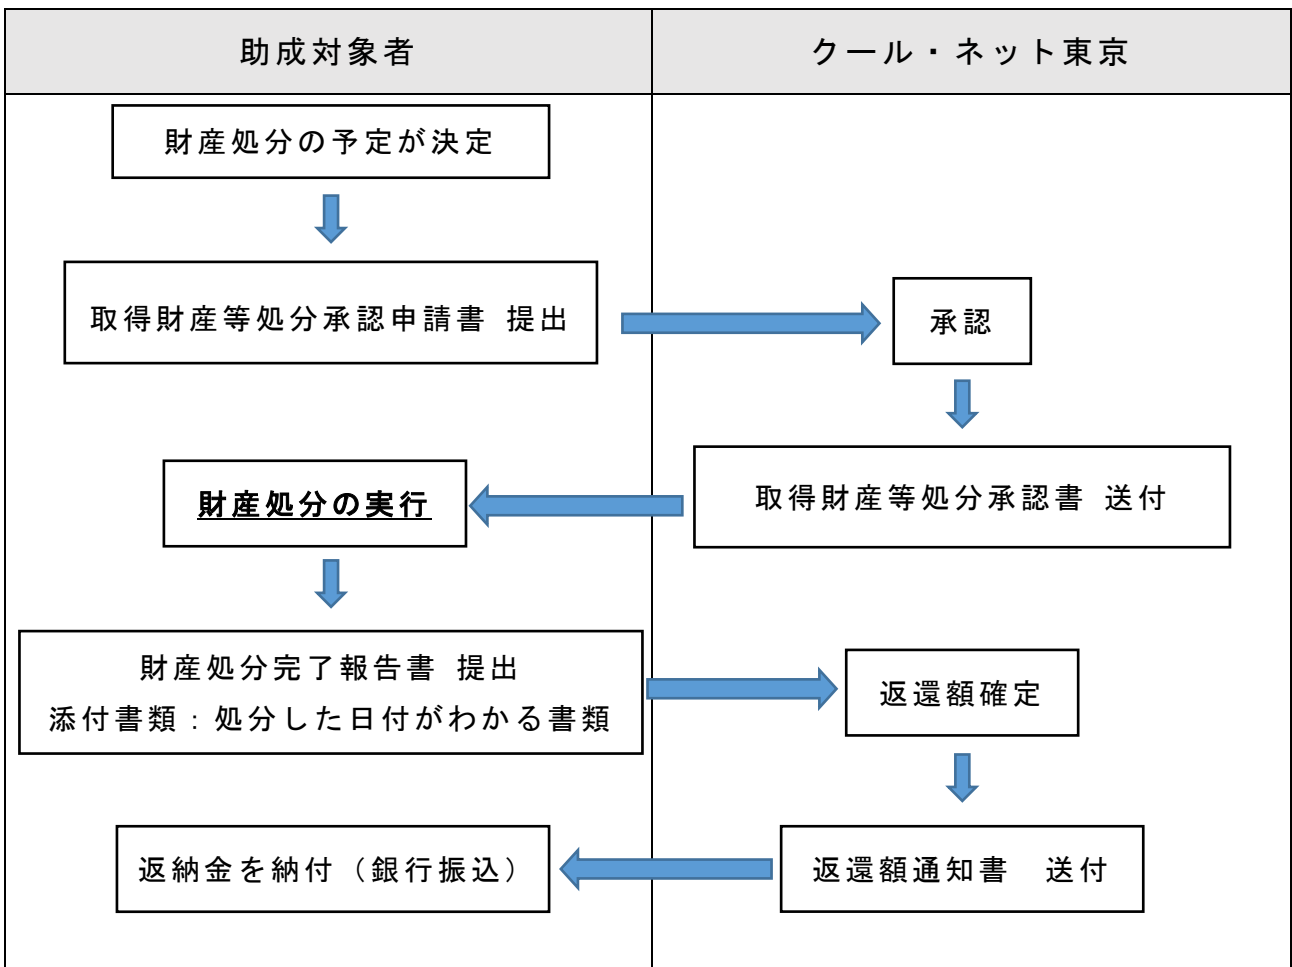 助成対象者
クール・ネット東京
財産処分の予定が決定
取得財産等処分承認申請書 提出
承認
取得財産等処分承認書 送付
財産処分の実行
財産処分完了報告書 提出
添付書類：処分した日付がわかる書類
返還額確定
返還額通知書　送付
返納金を納付（銀行振込）